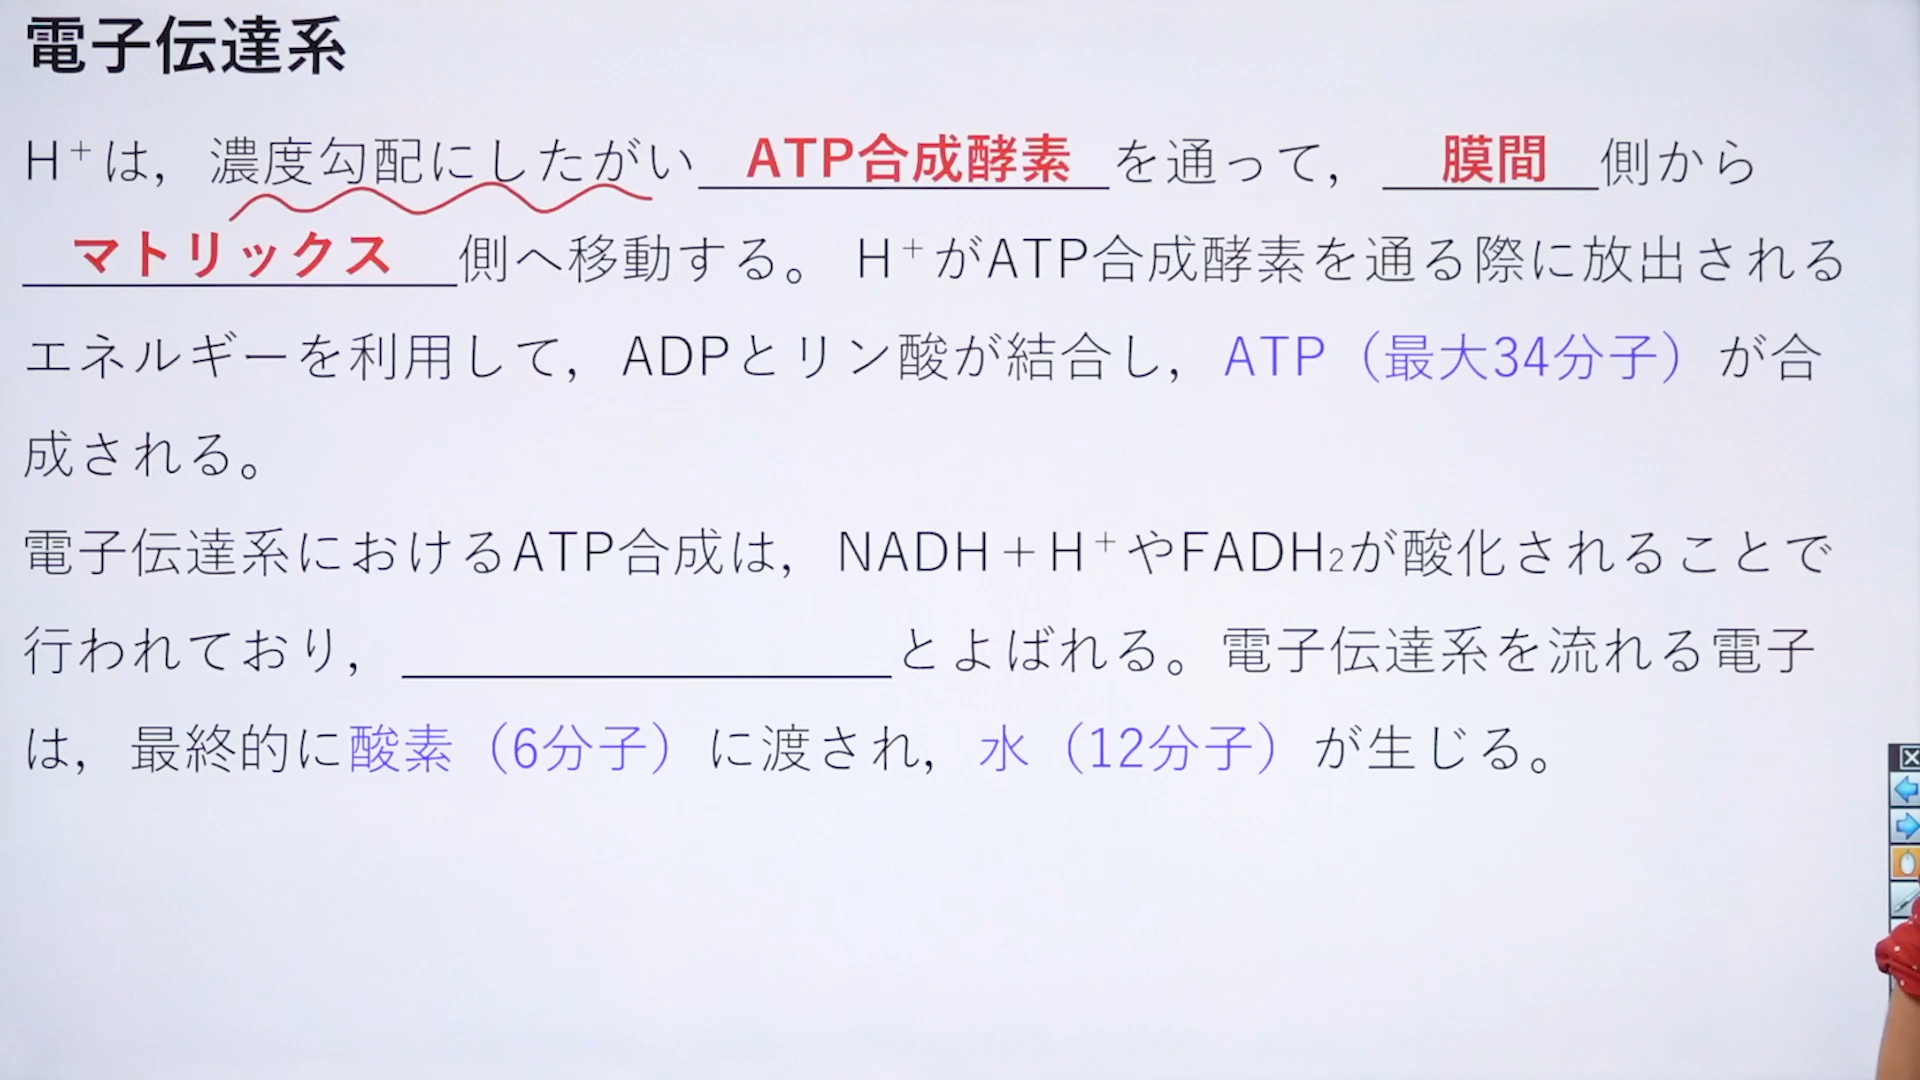 電子伝達系
H⁺は，濃度勾配にしたがい ATP合成酵素 を通って， 膜間 側から
マトリックス 側へ移動する。 H⁺がATP合成酵素を通る際に放出される
エネルギーを利用して，ADPとリン酸が結合し，ATP（最大34分子）が合
成される。
電子伝達系におけるATP合成は，NADH＋H⁺やFADH₂が酸化されることで
行われており， ＿＿＿＿＿＿＿＿ とよばれる。電子伝達系を流れる電子
は，最終的に酸素（6分子）に渡され，水（12分子）が生じる。